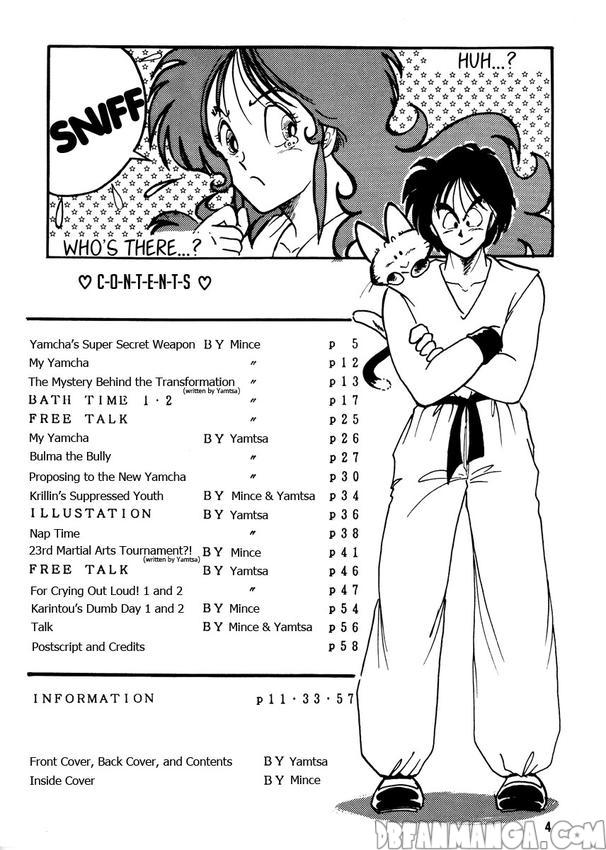 HUH...?
SNIFF
WHO'S THERE...?
♡ C-O-N-T-E-N-T-S ♡
Yamcha's Super Secret Weapon BY Mince p 5
My Yamcha 〃 p 12
The Mystery Behind the Transformation 〃 p 13
(written by Yamtsa)
BATH TIME 1・2 〃 p 17
FREE TALK 〃 p 25
My Yamcha BY Yamtsa p 26
Bulma the Bully 〃 p 27
Proposing to the New Yamcha 〃 p 30
Krillin's Suppressed Youth BY Mince & Yamtsa p 34
ILLUSTATION BY Yamtsa p 36
Nap Time 〃 p 38
23rd Martial Arts Tournament?! BY Mince p 41
(written by Yamtsa)
FREE TALK BY Yamtsa p 46
For Crying Out Loud! 1 and 2 〃 p 47
Karintou's Dumb Day 1 and 2 BY Mince p 54
Talk BY Mince & Yamtsa p 56
Postscript and Credits p 58
INFORMATION p 11・33・57
Front Cover, Back Cover, and Contents BY Yamtsa
Inside Cover BY Mince
4
DBFANMANGA.COM